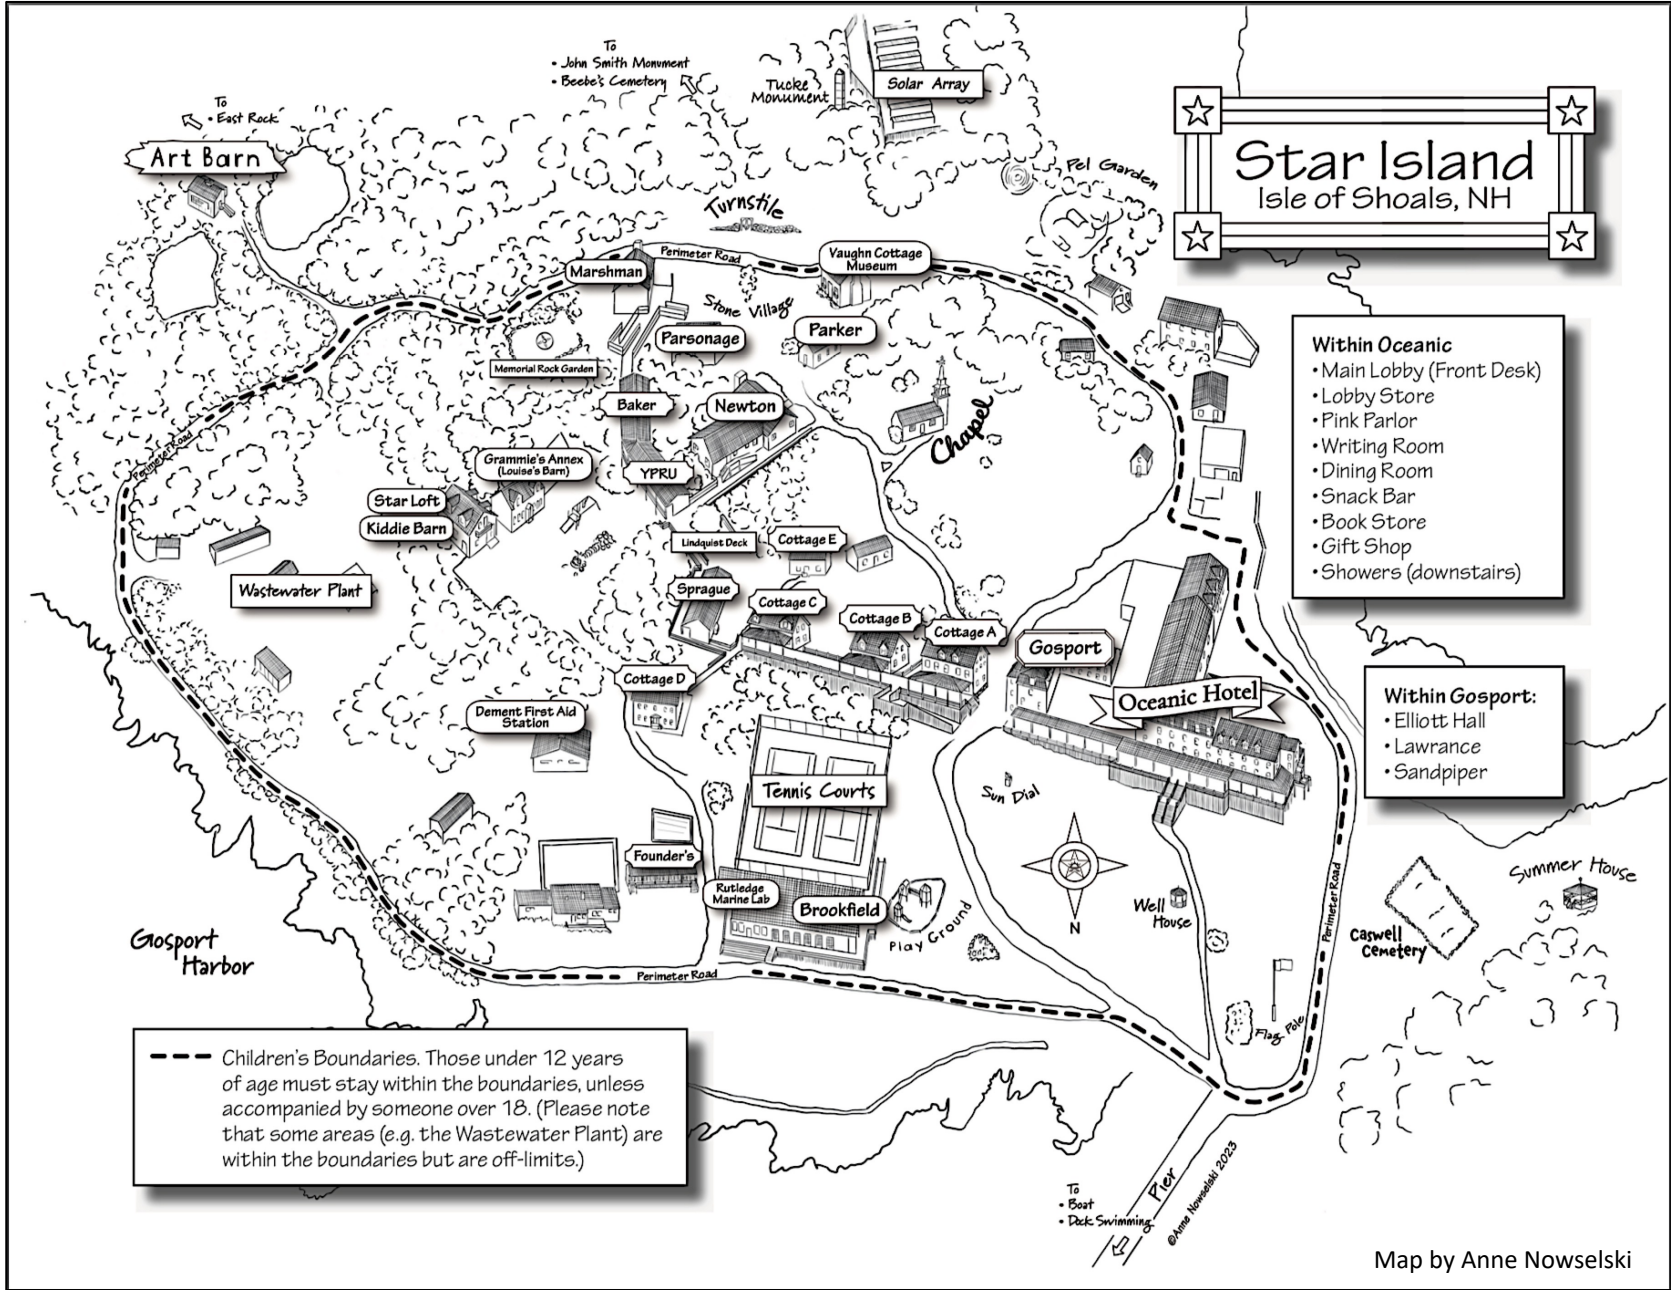 To
• John Smith Monument
• Beebe's Cemetery
Tucke
Monument
Solar Array
To
• East Rock
Art Barn
Star Island
Isle of Shoals, NH
Pel Garden
Turnstile
Marshman
Perimeter Road
Vaughn Cottage
Museum
Stone Village
Parsonage
Parker
Memorial Rock Garden
Baker
Newton
Chapel
Within Oceanic
• Main Lobby (Front Desk)
• Lobby Store
• Pink Parlor
• Writing Room
• Dining Room
• Snack Bar
• Book Store
• Gift Shop
• Showers (downstairs)
Perimeter Road
Grammie's Annex
(Louise's Barn)
YPRU
Star Loft
Kiddie Barn
Lindquist Deck
Cottage E
Wastewater Plant
Sprague
Cottage C
Cottage B
Cottage A
Gosport
Cottage D
Oceanic Hotel
Within Gosport:
• Elliott Hall
• Lawrance
• Sandpiper
Dement First Aid
Station
Tennis Courts
Sun Dial
Founder's
Rutledge
Marine Lab
Brookfield
Play Ground
N
Well
House
Perimeter Road
Caswell
Cemetery
Summer House
Gosport
Harbor
Perimeter Road
Flag Pole
Children's Boundaries. Those under 12 years
of age must stay within the boundaries, unless
accompanied by someone over 18. (Please note
that some areas (e.g. the Wastewater Plant) are
within the boundaries but are off-limits.)
To
• Boat
• Dock Swimming
Pier
©Anne Nowselski 2023
Map by Anne Nowselski